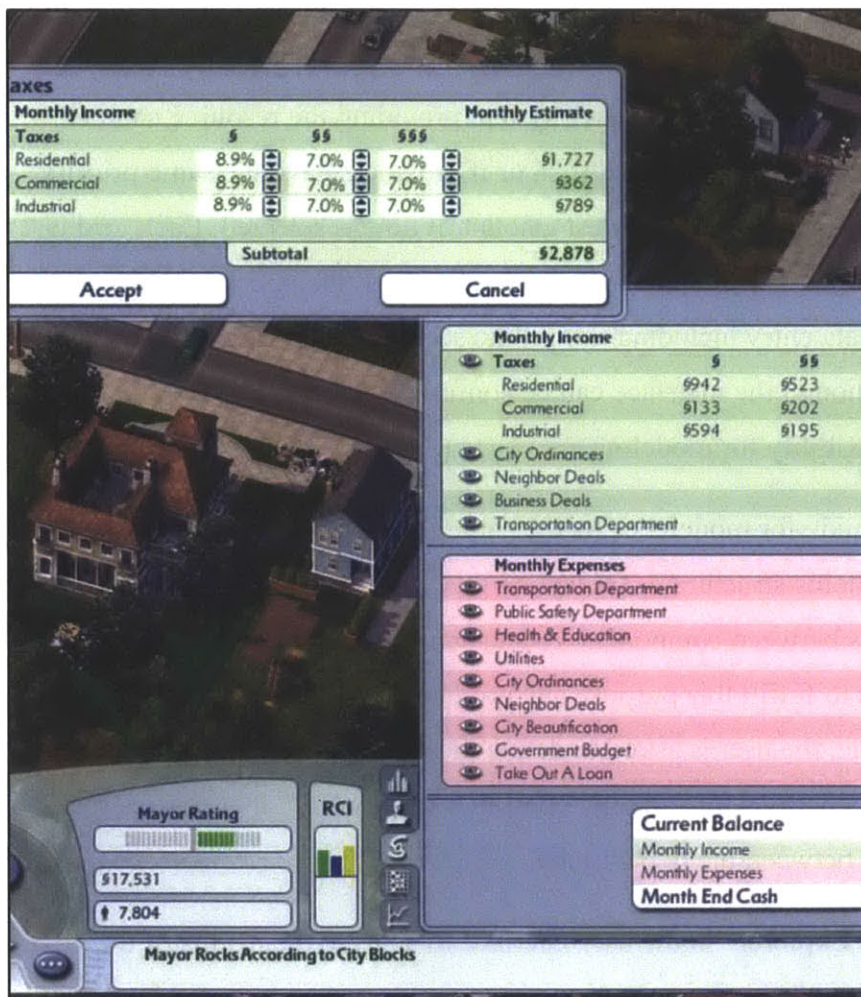 axes
Monthly Income Monthly Estimate
Taxes § §§ §§§
Residential 8.9% 7.0% 7.0% §1,727
Commercial 8.9% 7.0% 7.0% §362
Industrial 8.9% 7.0% 7.0% §789
Subtotal §2,878
Accept Cancel
Monthly Income
Taxes § §§
Residential §942 §523
Commercial §133 §202
Industrial §594 §195
City Ordinances
Neighbor Deals
Business Deals
Transportation Department
Monthly Expenses
Transportation Department
Public Safety Department
Health & Education
Utilities
City Ordinances
Neighbor Deals
City Beautification
Government Budget
Take Out A Loan
Mayor Rating RCI
§17,531
7,804
Current Balance
Monthly Income
Monthly Expenses
Month End Cash
Mayor Rocks According to City Blocks